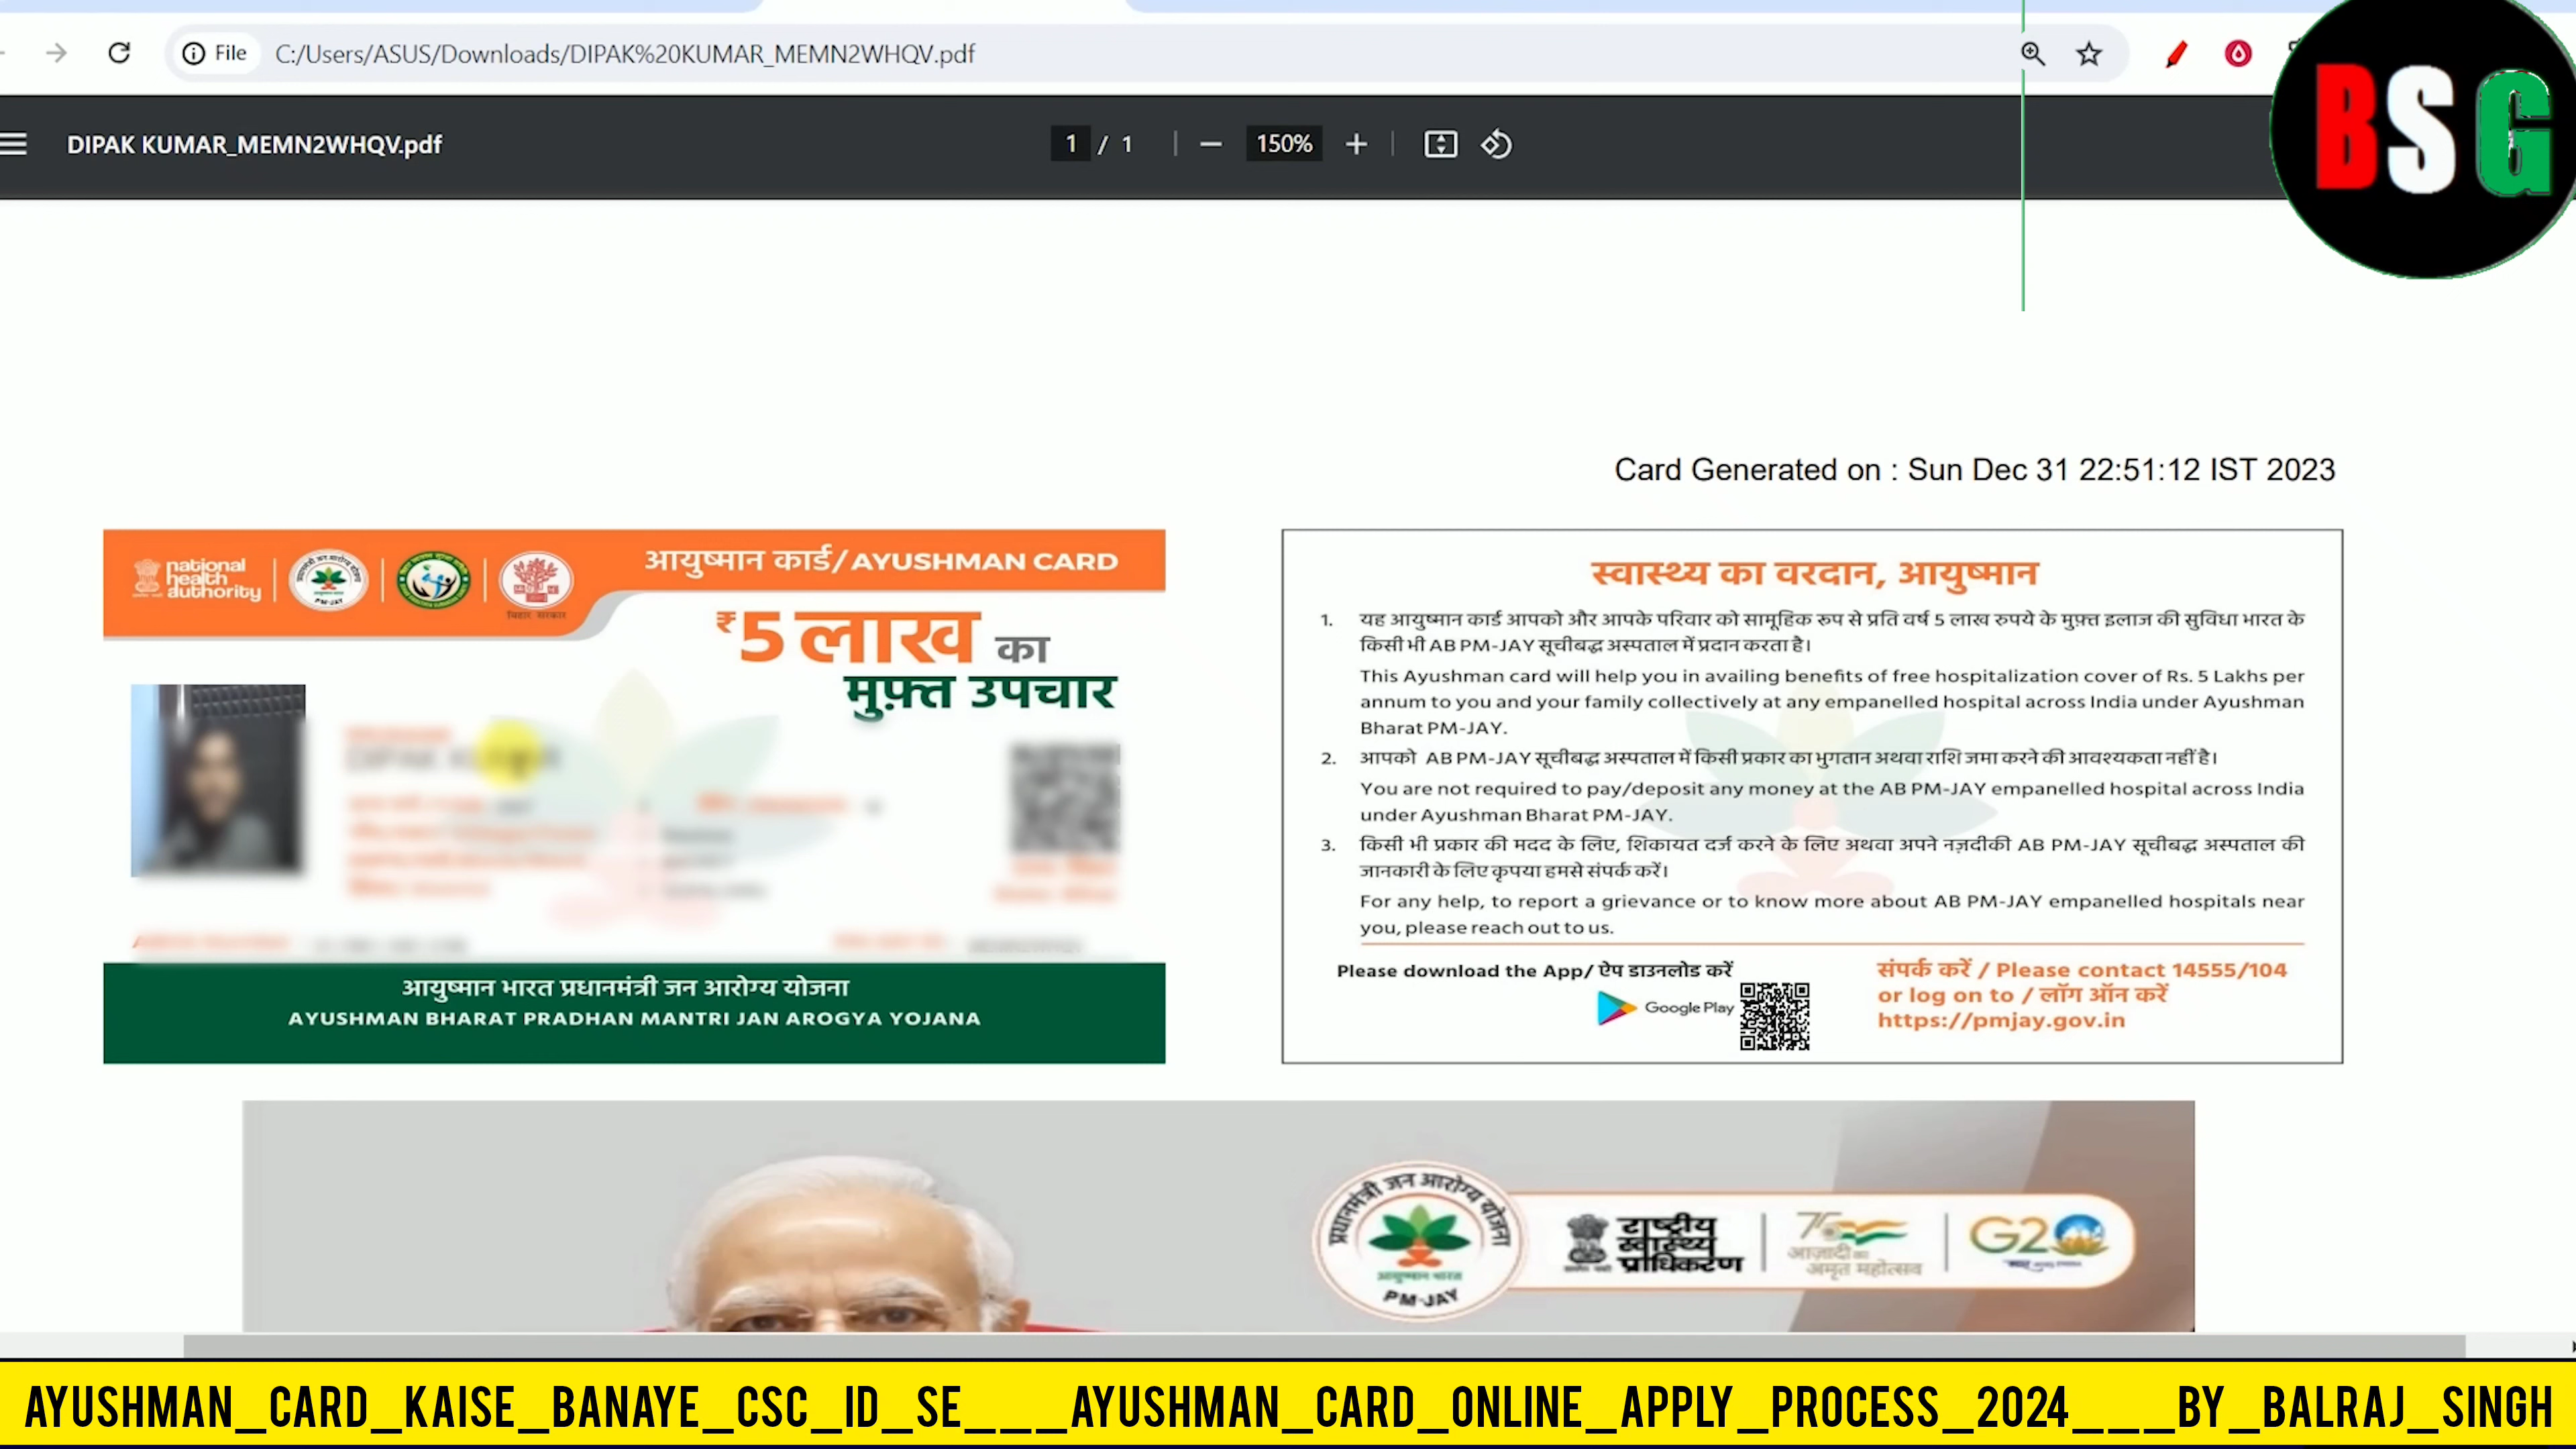 File C:/Users/ASUS/Downloads/DIPAK%20KUMAR_MEMN2WHQV.pdf
BSG
DIPAK KUMAR_MEMN2WHQV.pdf
1 / 1
150%
Card Generated on : Sun Dec 31 22:51:12 IST 2023
national
health
authority
PM-JAY
बिहार सरकार
आयुष्मान कार्ड/AYUSHMAN CARD
₹5 लाख का
मुफ़्त उपचार
DIPAK
आयुष्मान भारत प्रधानमंत्री जन आरोग्य योजना
AYUSHMAN BHARAT PRADHAN MANTRI JAN AROGYA YOJANA
स्वास्थ्य का वरदान, आयुष्मान
1. यह आयुष्मान कार्ड आपको और आपके परिवार को सामूहिक रूप से प्रति वर्ष 5 लाख रुपये के मुफ़्त इलाज की सुविधा भारत के
किसी भी AB PM-JAY सूचीबद्ध अस्पताल में प्रदान करता है।
This Ayushman card will help you in availing benefits of free hospitalization cover of Rs. 5 Lakhs per
annum to you and your family collectively at any empanelled hospital across India under Ayushman
Bharat PM-JAY.
2. आपको AB PM-JAY सूचीबद्ध अस्पताल में किसी प्रकार का भुगतान अथवा राशि जमा करने की आवश्यकता नहीं है।
You are not required to pay/deposit any money at the AB PM-JAY empanelled hospital across India
under Ayushman Bharat PM-JAY.
3. किसी भी प्रकार की मदद के लिए, शिकायत दर्ज करने के लिए अथवा अपने नज़दीकी AB PM-JAY सूचीबद्ध अस्पताल की
जानकारी के लिए कृपया हमसे संपर्क करें।
For any help, to report a grievance or to know more about AB PM-JAY empanelled hospitals near
you, please reach out to us.
Please download the App/ ऐप डाउनलोड करें
Google Play
संपर्क करें / Please contact 14555/104
or log on to / लॉग ऑन करें
https://pmjay.gov.in
प्रधानमंत्री जन आरोग्य योजना
आयुष्मान भारत
PM-JAY
राष्ट्रीय
स्वास्थ्य
प्राधिकरण
आज़ादी का
अमृत महोत्सव
G20
AYUSHMAN_CARD_KAISE_BANAYE_CSC_ID_SE___AYUSHMAN_CARD_ONLINE_APPLY_PROCESS_2024___BY_BALRAJ_SINGH